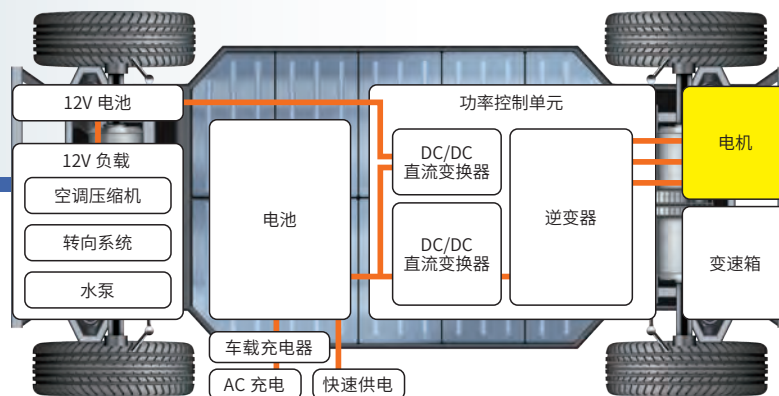 12V 电池
12V 负载
空调压缩机
转向系统
水泵
电池
车载充电器
AC 充电
快速供电
功率控制单元
DC/DC
直流变换器
DC/DC
直流变换器
逆变器
电机
变速箱